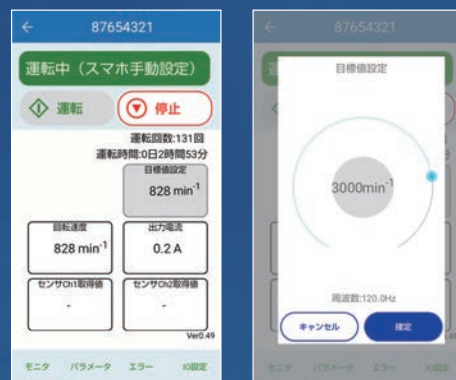 87654321
運転中（スマホ手動設定）
運転
停止
運転回数:131回
運転時間:0日2時間53分
目標値設定
828 min⁻¹
回転速度
828 min⁻¹
出力電流
0.2 A
センサCh1取得値
-
センサCh2取得値
-
Ver0.49
モニタ パラメータ エラー IO設定
87654321
目標値設定
3000min⁻¹
周波数:120.0Hz
キャンセル
確定
モニタ パラメータ エラー IO設定